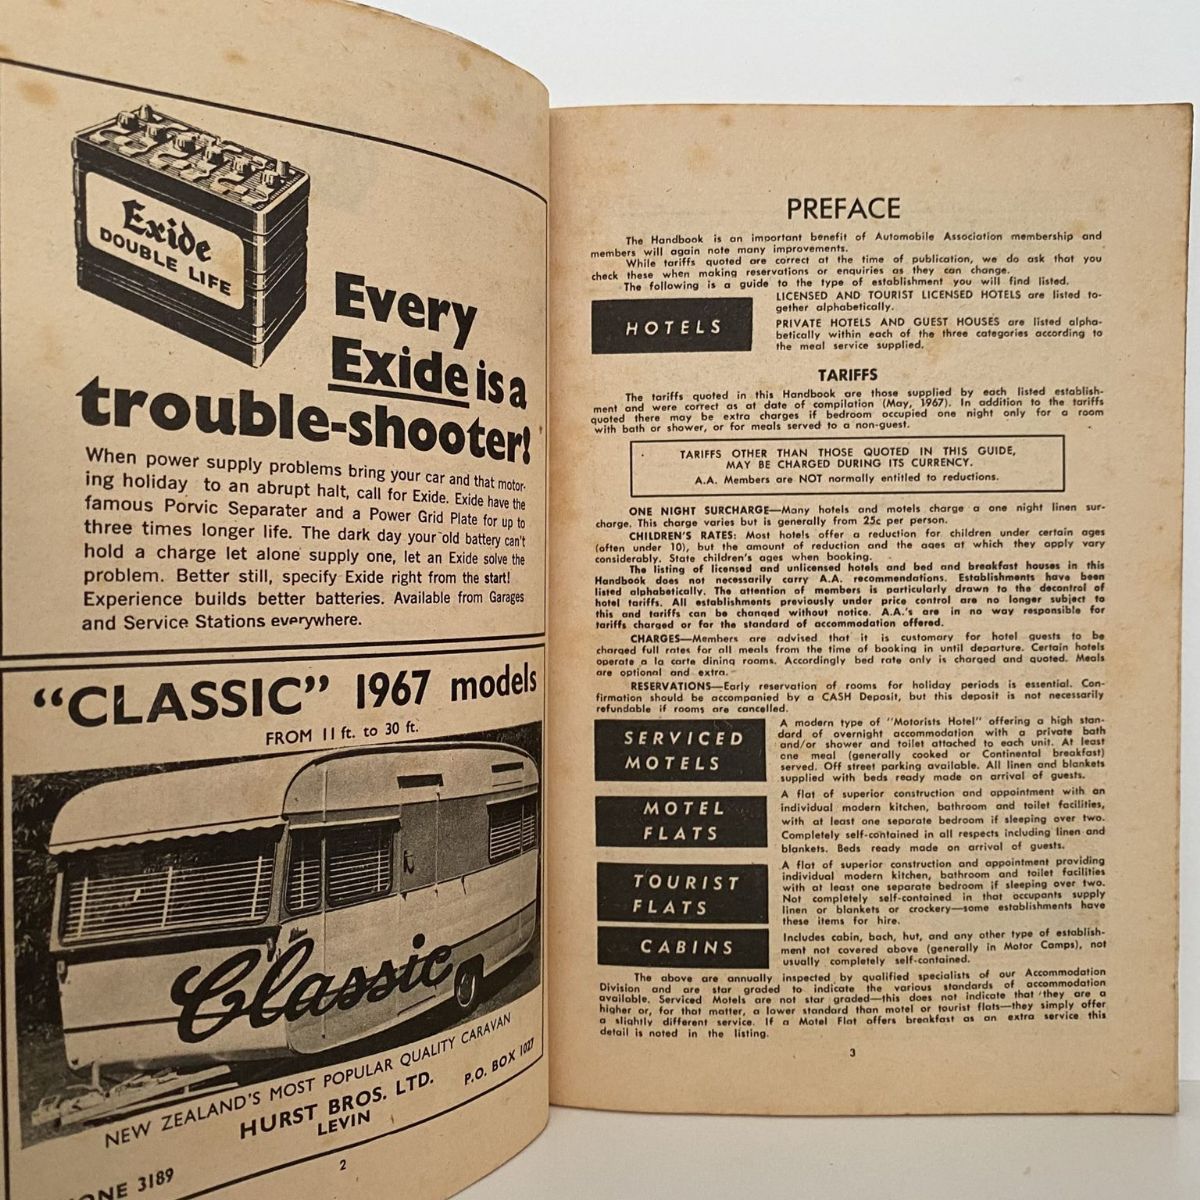 Exide
DOUBLE LIFE
Every
Exide is a
trouble-shooter!
When power supply problems bring your car and that motor-
ing holiday to an abrupt halt, call for Exide. Exide have the
famous Porvic Separater and a Power Grid Plate for up to
three times longer life. The dark day your old battery can't
hold a charge let alone supply one, let an Exide solve the
problem. Better still, specify Exide right from the start!
Experience builds better batteries. Available from Garages
and Service Stations everywhere.
"CLASSIC" 1967 models
FROM 11 ft. to 30 ft.
Classic
NEW ZEALAND'S MOST POPULAR QUALITY CARAVAN
HURST BROS. LTD. P.O. BOX 1027
LEVIN
ONE 3189
2
PREFACE
The Handbook is an important benefit of Automobile Association membership and
members will again note many improvements.
While tariffs quoted are correct at the time of publication, we do ask that you
check these when making reservations or enquiries as they can change.
The following is a guide to the type of establishment you will find listed.
HOTELS
LICENSED AND TOURIST LICENSED HOTELS are listed to-
gether alphabetically.
PRIVATE HOTELS AND GUEST HOUSES are listed alpha-
betically within each of the three categories according to
the meal service supplied.
TARIFFS
The tariffs quoted in this Handbook are those supplied by each listed establish-
ment and were correct as at date of compilation (May, 1967). In addition to the tariffs
quoted there may be extra charges if bedroom occupied one night only for a room
with bath or shower, or for meals served to a non-guest.
TARIFFS OTHER THAN THOSE QUOTED IN THIS GUIDE,
MAY BE CHARGED DURING ITS CURRENCY.
A.A. Members are NOT normally entitled to reductions.
ONE NIGHT SURCHARGE—Many hotels and motels charge a one night linen sur-
charge. This charge varies but is generally from 25c per person.
CHILDREN'S RATES: Most hotels offer a reduction for children under certain ages
(often under 10), but the amount of reduction and the ages at which they apply vary
considerably. State children's ages when booking.
The listing of licensed and unlicensed hotels and bed and breakfast houses in this
Handbook does not necessarily carry A.A. recommendations. Establishments have been
listed alphabetically. The attention of members is particularly drawn to the decontrol of
hotel tariffs. All establishments previously under price control are no longer subject to
this and tariffs can be changed without notice. A.A.'s are in no way responsible for
tariffs charged or for the standard of accommodation offered.
CHARGES—Members are advised that it is customary for hotel guests to be
charged full rates for all meals from the time of booking in until departure. Certain hotels
operate a la carte dining rooms. Accordingly bed rate only is charged and quoted. Meals
are optional and extra.
RESERVATIONS—Early reservation of rooms for holiday periods is essential. Con-
firmation should be accompanied by a CASH Deposit, but this deposit is not necessarily
refundable if rooms are cancelled.
SERVICED
MOTELS
A modern type of "Motorists Hotel" offering a high stan-
dard of overnight accommodation with a private bath
and/or shower and toilet attached to each unit. At least
one meal (generally cooked or Continental breakfast)
served. Off street parking available. All linen and blankets
supplied with beds ready made on arrival of guests.
MOTEL
FLATS
A flat of superior construction and appointment with an
individual modern kitchen, bathroom and toilet facilities,
with at least one separate bedroom if sleeping over two.
Completely self-contained in all respects including linen and
blankets. Beds ready made on arrival of guests.
TOURIST
FLATS
A flat of superior construction and appointment providing
individual modern kitchen, bathroom and toilet facilities
with at least one separate bedroom if sleeping over two.
Not completely self-contained in that occupants supply
linen or blankets or crockery—some establishments have
these items for hire.
CABINS
Includes cabin, bach, hut, and any other type of establish-
ment not covered above (generally in Motor Camps), not
usually completely self-contained.
The above are annually inspected by qualified specialists of our Accommodation
Division and are star graded to indicate the various standards of accommodation
available. Serviced Motels are not star graded—this does not indicate that they are a
higher or, for that matter, a lower standard than motel or tourist flats—they simply offer
a slightly different service. If a Motel Flat offers breakfast as an extra service this
detail is noted in the listing.
3